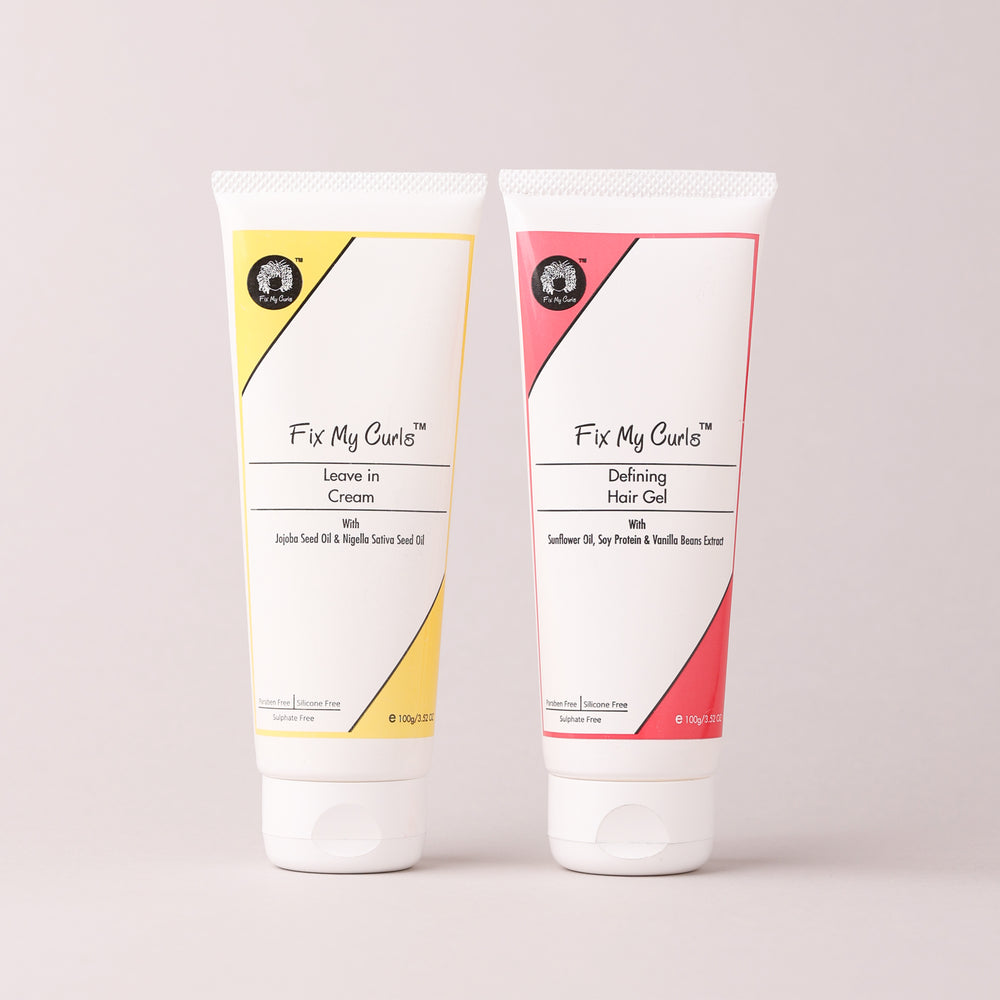 TM
Fix My Curls
Fix My Curls™
Leave in
Cream
With
Jojoba Seed Oil & Nigella Sativa Seed Oil
Paraben Free | Silicone Free
Sulphate Free
e 100g/3.52 OZ
TM
Fix My Curls
Fix My Curls™
Defining
Hair Gel
With
Sunflower Oil, Soy Protein & Vanilla Beans Extract
Paraben Free | Silicone Free
Sulphate Free
e 100g/3.52 OZ